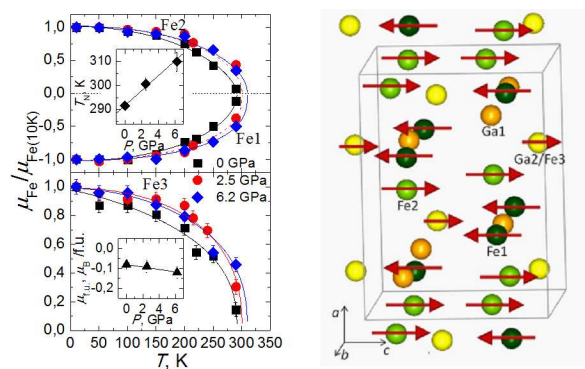 Fe2
1,0
0,5
0,0
-0,5
-1,0
T_N, K
310
300
290
0 2 4 6
P, GPa
Fe1
μ_Fe/μ_Fe(10K)
0 GPa
2.5 GPa
6.2 GPa
Fe3
1,0
0,8
0,6
0,4
0,2
0,0
μ_f.u., μ_B/f.u.
0,0
-0,1
-0,2
0 2 4 6
P, GPa
0 50 100 150 200 250 300 350
T, K
Ga1
Ga2/Fe3
Fe2
Fe1
a
b
c